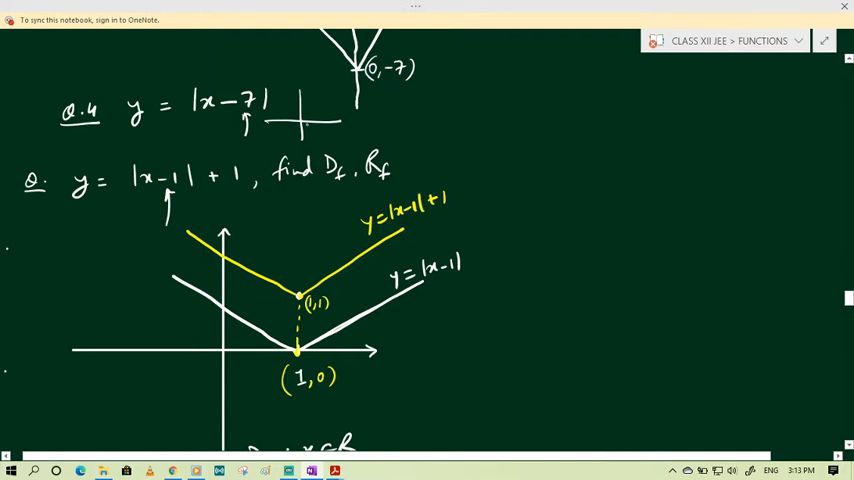 To sync this notebook, sign in to OneNote.
CLASS XII JEE > FUNCTIONS
(0,-7)
Q.4 y = |x-7|
Q. y = |x-1| + 1, find Df, Rf
y=|x-1|+1
y=|x-1|
(1,1)
(1,0)
x ∈ R
ENG 3:13 PM